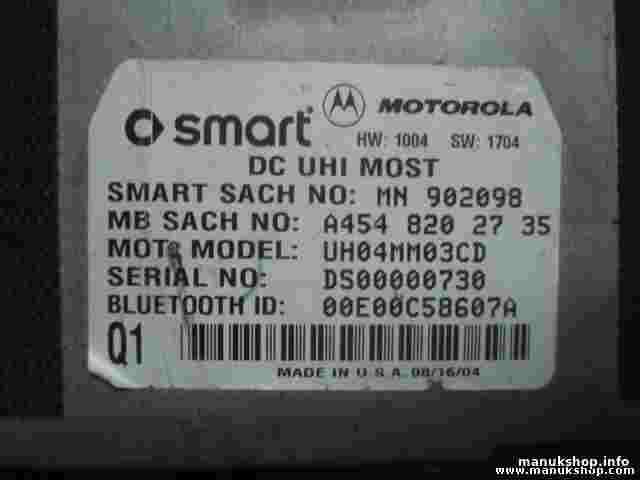 smart MOTOROLA
HW: 1004 SW: 1704
DC UHI MOST
SMART SACH NO: MN 902098
MB SACH NO: A454 820 27 35
MOTO MODEL: UH04MM03CD
SERIAL NO: DS00000730
BLUETOOTH ID: 00E00C58607A
Q1
MADE IN U S A 08/16/04
manukshop.info
www.manukshop.com